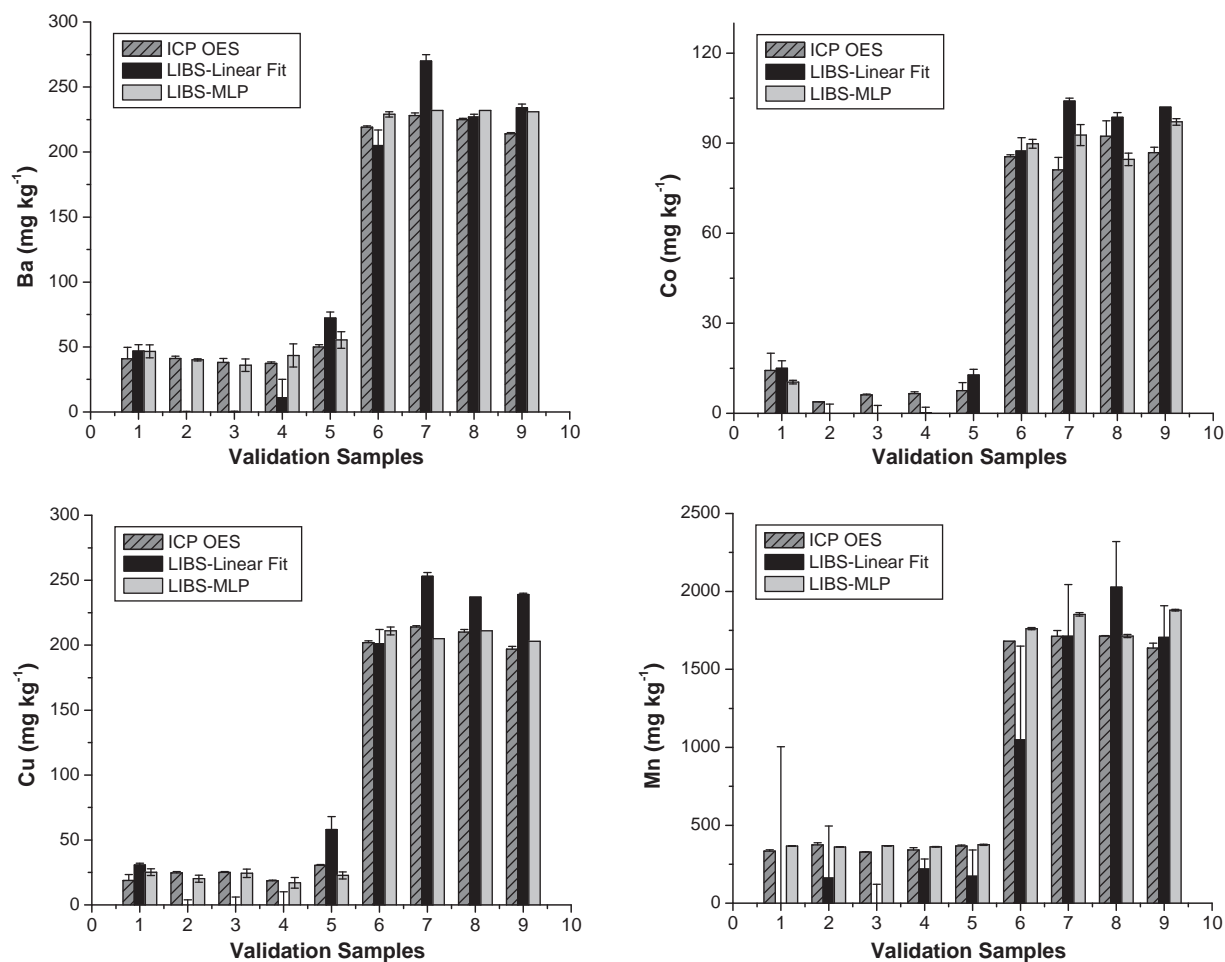 300
250
200
150
100
50
0
Ba (mg kg⁻¹)
ICP OES
LIBS-Linear Fit
LIBS-MLP
0 1 2 3 4 5 6 7 8 9 10
Validation Samples
120
90
60
30
0
Co (mg kg⁻¹)
ICP OES
LIBS-Linear Fit
LIBS-MLP
0 1 2 3 4 5 6 7 8 9 10
Validation Samples
300
250
200
150
100
50
0
Cu (mg kg⁻¹)
ICP OES
LIBS-Linear Fit
LIBS-MLP
0 1 2 3 4 5 6 7 8 9 10
Validation Samples
2500
2000
1500
1000
500
0
Mn (mg kg⁻¹)
ICP OES
LIBS-Linear Fit
LIBS-MLP
0 1 2 3 4 5 6 7 8 9 10
Validation Samples